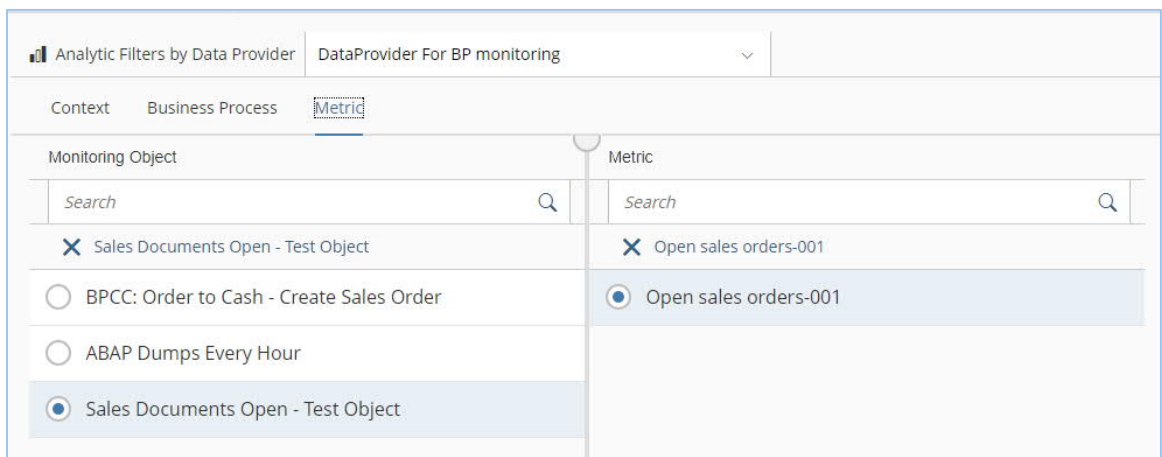 Analytic Filters by Data Provider DataProvider For BP monitoring
Context Business Process Metric
Monitoring Object
Search
Sales Documents Open - Test Object
BPCC: Order to Cash - Create Sales Order
ABAP Dumps Every Hour
Sales Documents Open - Test Object
Metric
Search
Open sales orders-001
Open sales orders-001